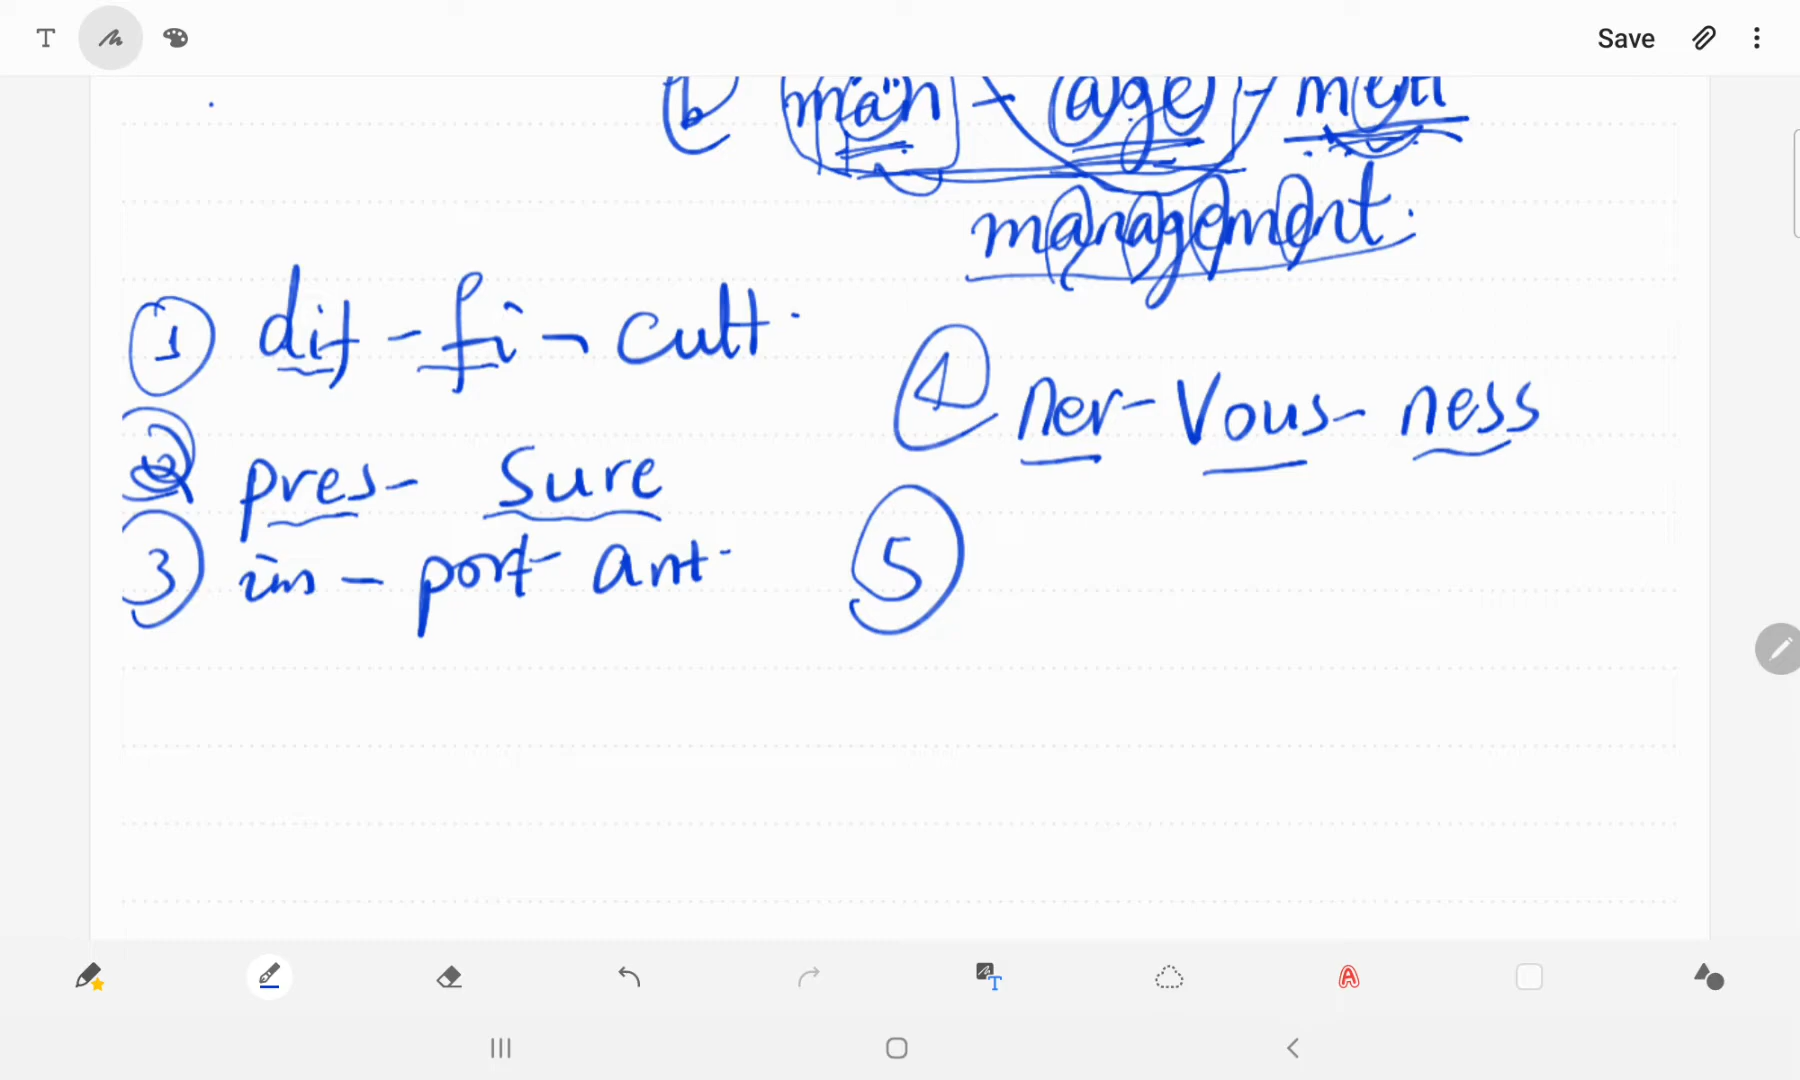 T Save
b man - age - ment
management.
① dif - fi - cult.
② pres - sure
③ im - port - ant.
④ ner - vous - ness
⑤